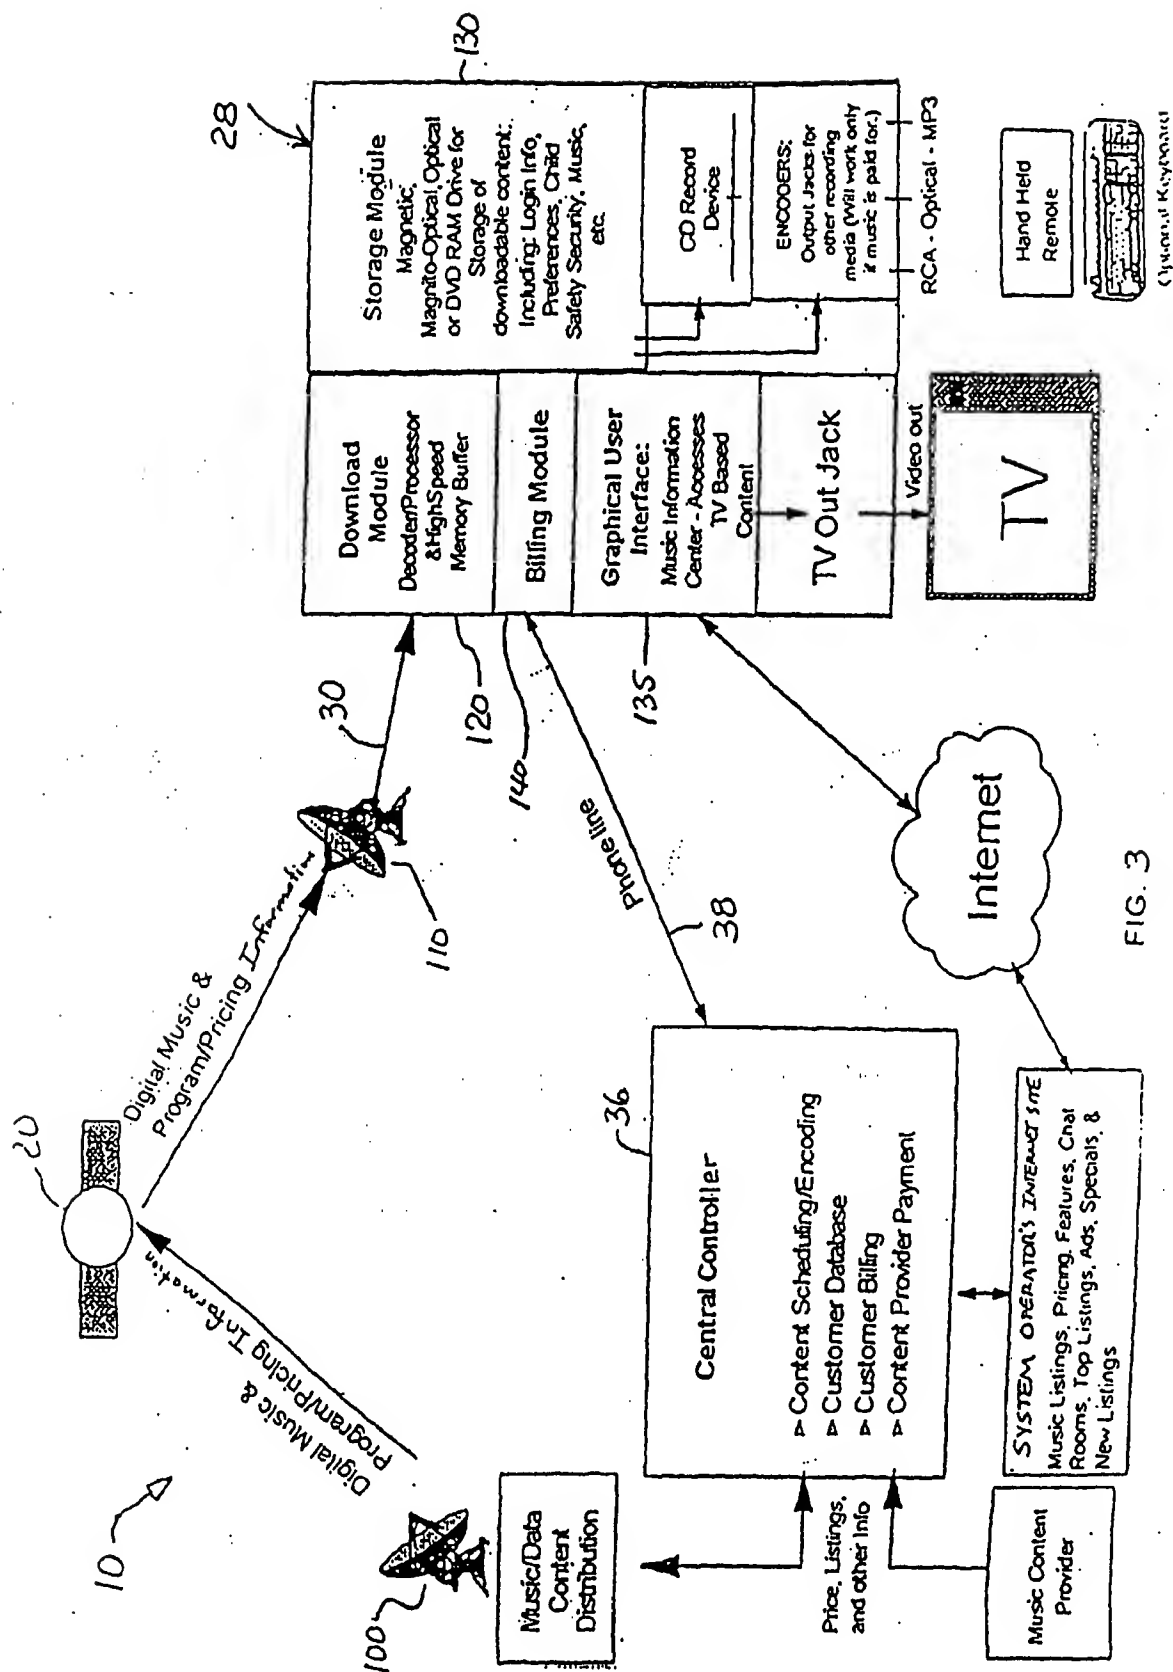 10
20
Digital Music &
Program/Pricing Information
Digital Music &
Program/Pricing Information
100
Music/Data
Content
Distribution
110
30
120
140
135
28
130
Download
Module
Decoder/Processor
&HighSpeed
Memory Buffer
Billing Module
Graphical User
Interface:
Music Information
Center - Accesses
TV Based
Content
TV Out Jack
Video out
TV
Storage Module
Magnetic,
Magnito-Optical, Optical
or DVD RAM Drive for
Storage of
downloadable content:
Including: Login Info,
Preferences, Child
Safety Security, Music,
etc.
CD Record
Device
ENCODERS:
Output Jacks for
other recording
media (Will work only
if music is paid for.)
RCA - Optical - MP3
Hand Held
Remote
Optional Keyboard
Phone line
38
36
Central Controller
Content Scheduling/Encoding
Customer Database
Customer Billing
Content Provider Payment
Price, Listings,
and other Info
Music Content
Provider
SYSTEM OPERATOR'S INTERNET SITE
Music Listings, Pricing, Features, Chat
Rooms, Top Listings, Ads, Specials, &
New Listings
Internet
FIG. 3